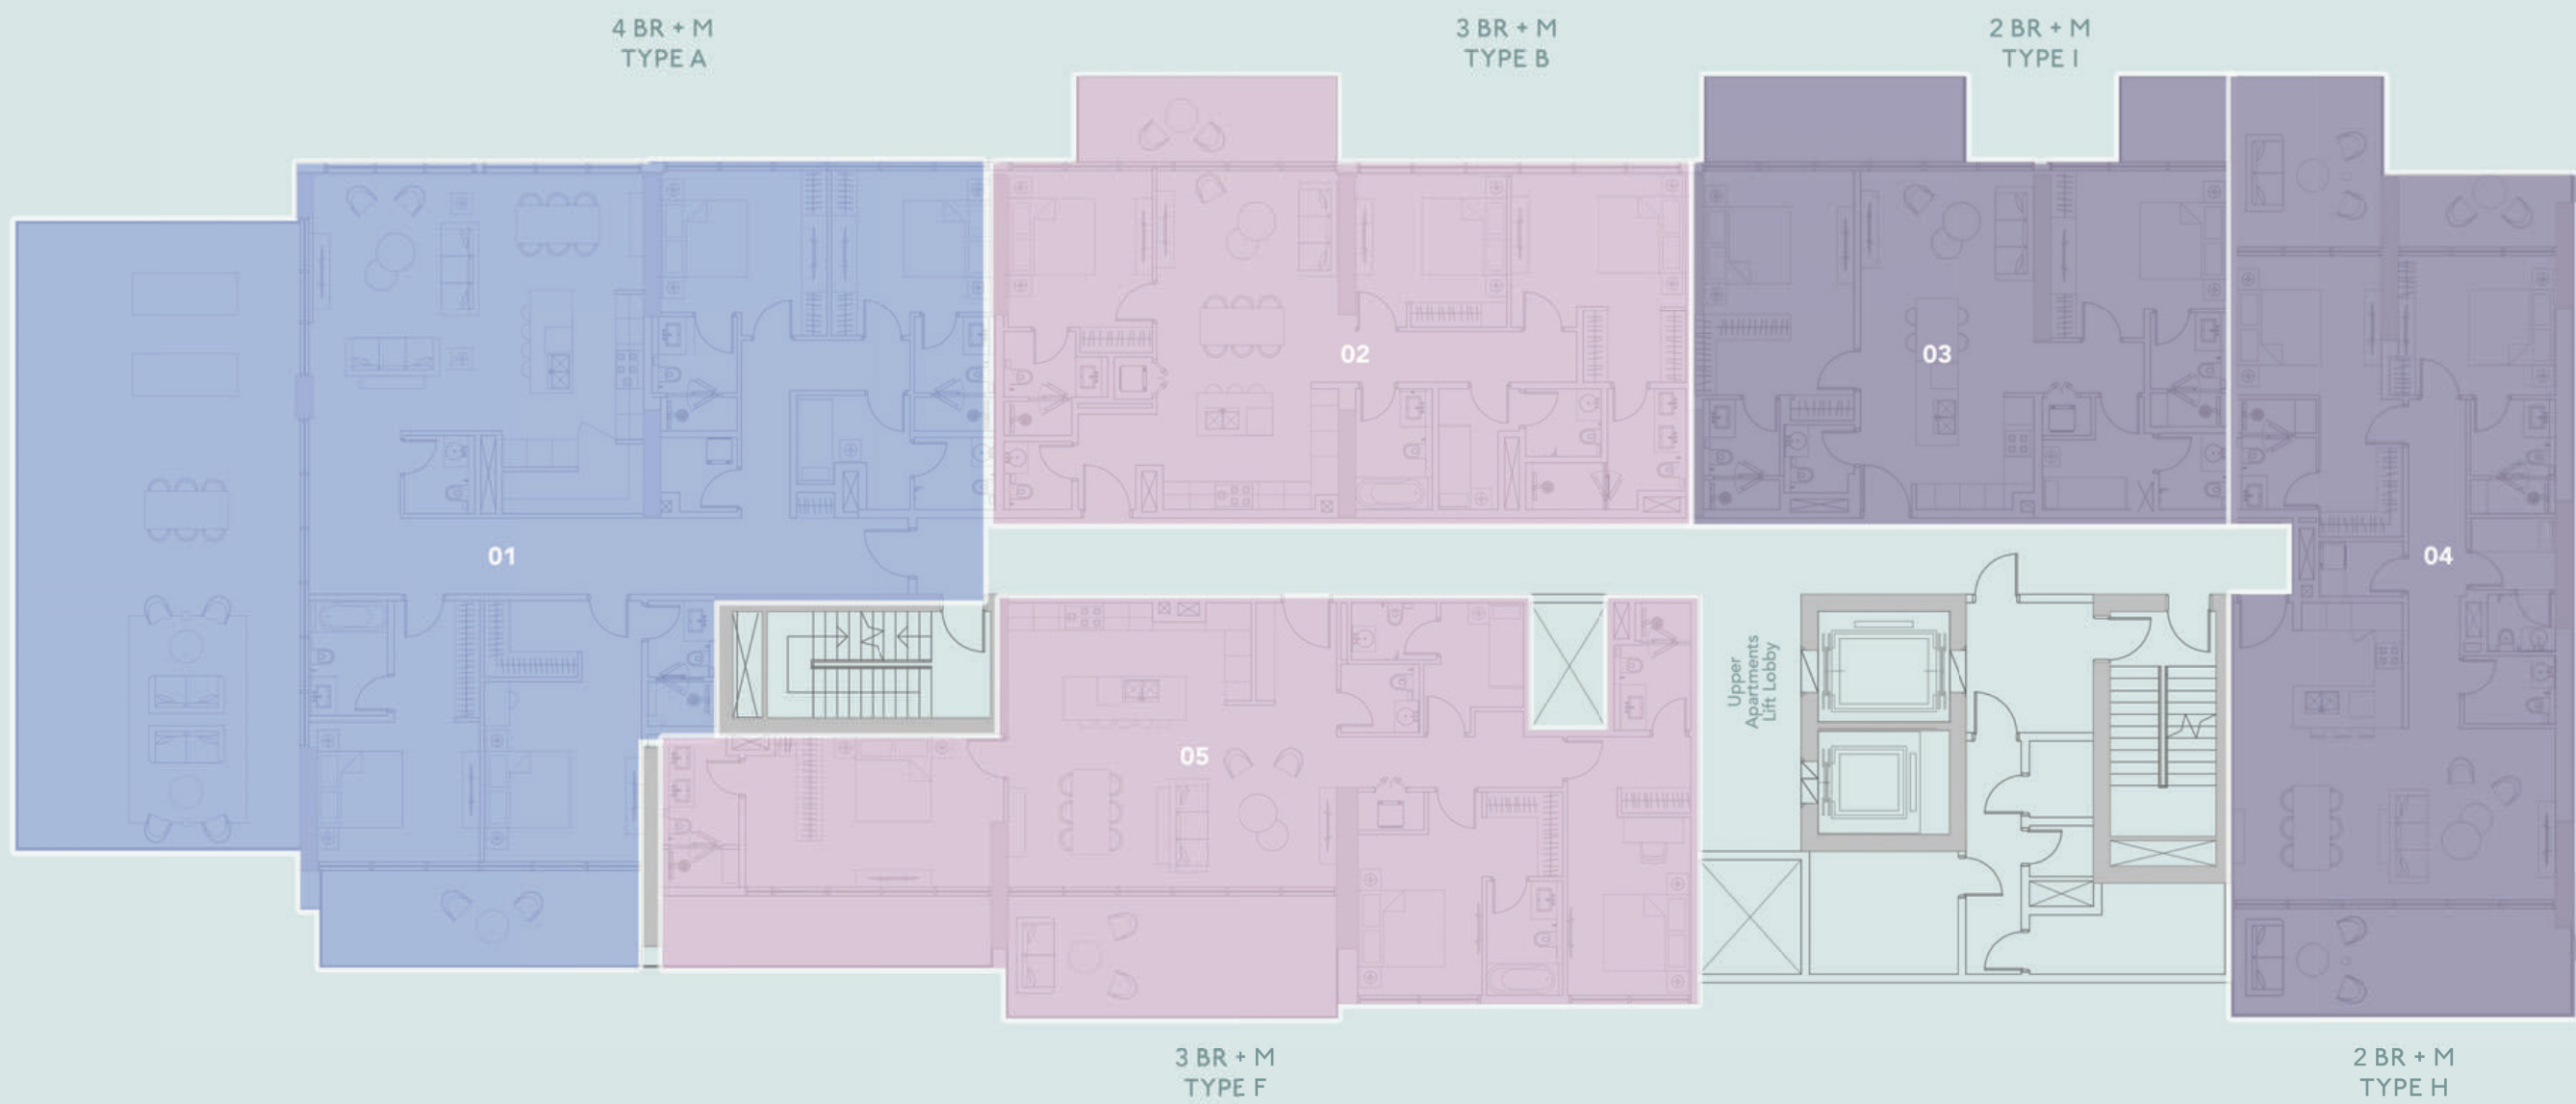 4 BR + M
TYPE A
3 BR + M
TYPE B
2 BR + M
TYPE I
02
03
01
04
05
Upper
Apartments
Lift Lobby
3 BR + M
TYPE F
2 BR + M
TYPE H